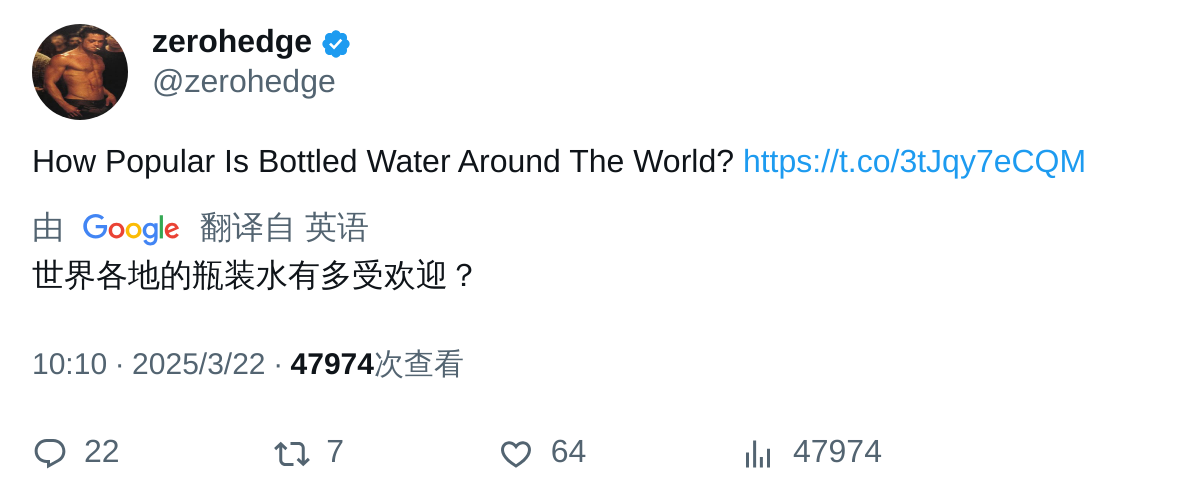 zerohedge
@zerohedge
How Popular Is Bottled Water Around The World? https://t.co/3tJqy7eCQM
由 Google 翻译自 英语
世界各地的瓶装水有多受欢迎？
10:10 · 2025/3/22 · 47974次查看
22 7 64 47974